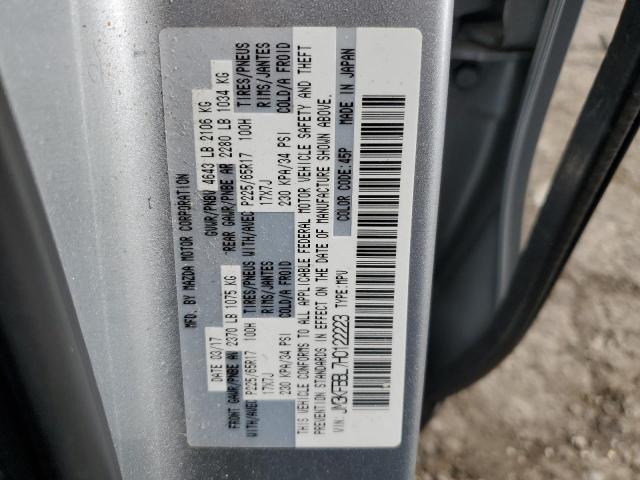 MFD. BY MAZDA MOTOR CORPORATION
DATE 03/17 GVWR/PNBV 4643 LB 2106 KG
FRONT GAWR/PNBE AV 2370 LB 1075 KG REAR GAWR/PNBE AR 2280 LB 1034 KG
WITH/AVEC P225/65R17 100H TIRES/PNEUS WITH/AVEC P225/65R17 100H TIRES/PNEUS
17X7J RIMS/JANTES 17X7J RIMS/JANTES
230 KPA/34 PSI COLD/A FROID 230 KPA/34 PSI COLD/A FROID
THIS VEHICLE CONFORMS TO ALL APPLICABLE FEDERAL MOTOR VEHICLE SAFETY AND THEFT
PREVENTION STANDARDS IN EFFECT ON THE DATE OF MANUFACTURE SHOWN ABOVE.
COLOR CODE:45P MADE IN JAPAN
VIN: JM3KFBBL7H0122223 TYPE:MPV